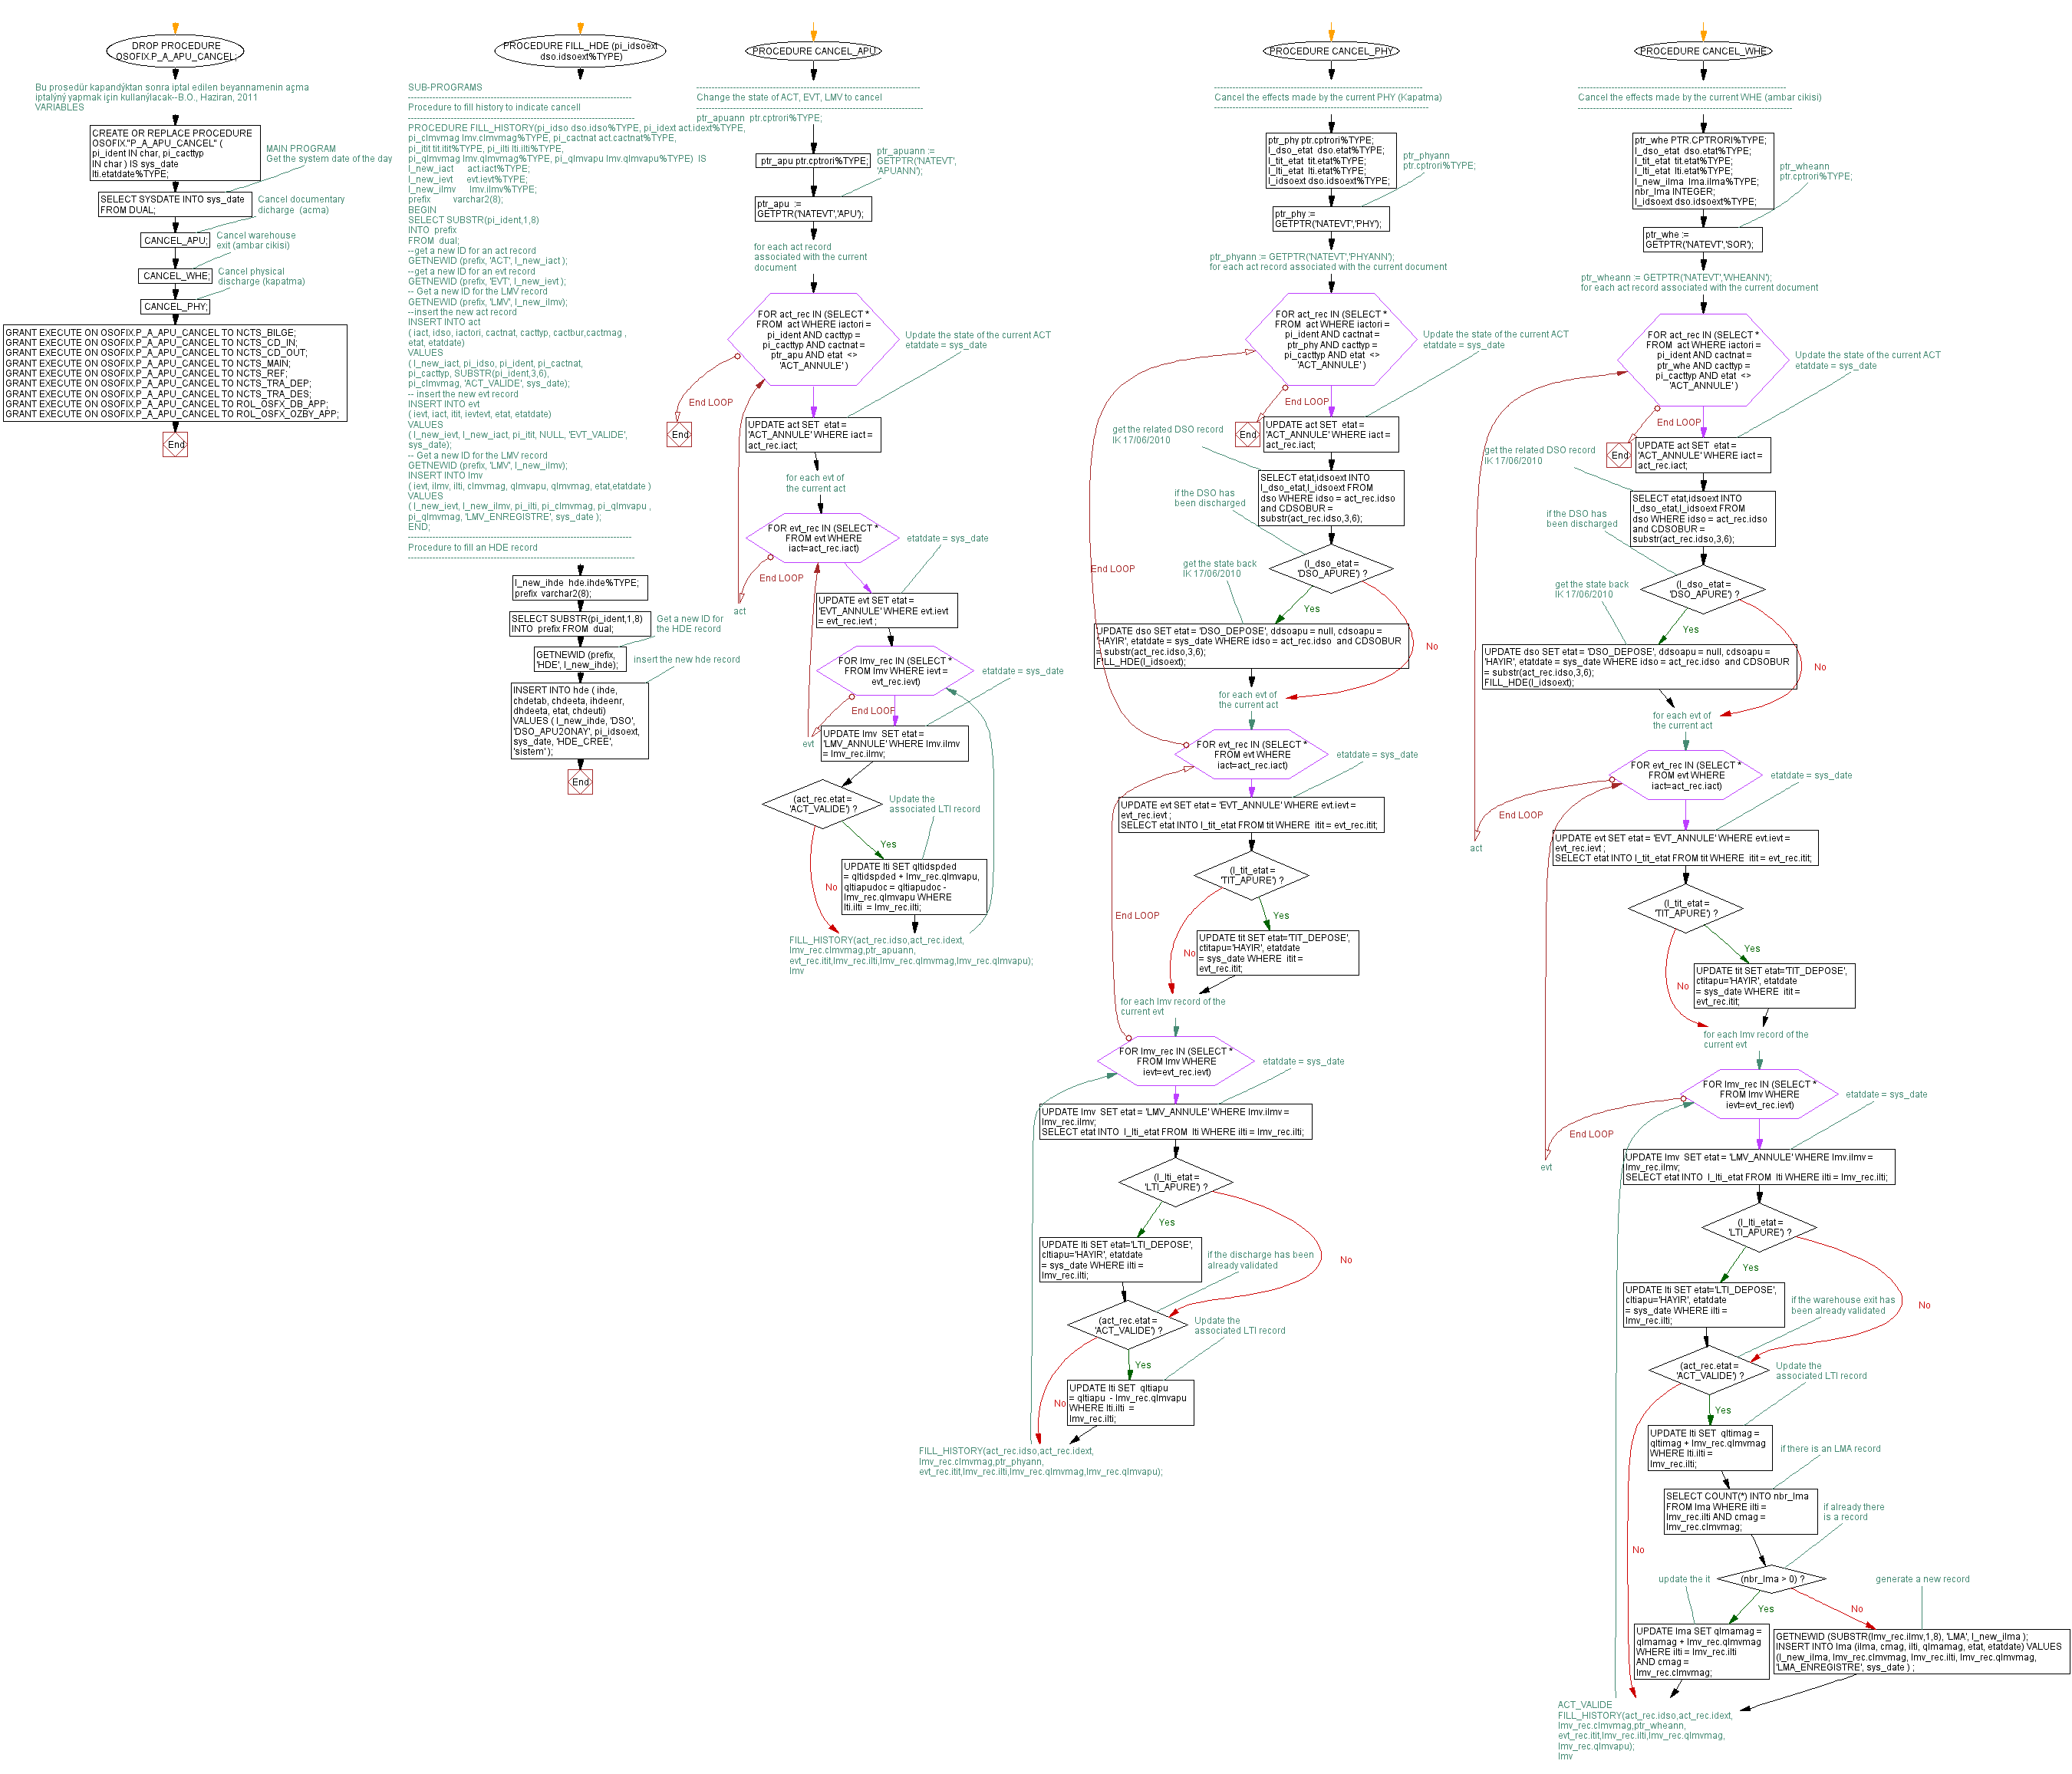 DROP PROCEDURE
OSOFIX.P_A_APU_CANCEL;
Bu prosedür kapandýktan sonra iptal edilen beyannamenin açma
iptalýný yapmak için kullanýlacak--B.O., Haziran, 2011
VARIABLES
CREATE OR REPLACE PROCEDURE
OSOFIX."P_A_APU_CANCEL" (
pi_ident IN char, pi_cacttyp
IN char ) IS sys_date
lti.etatdate%TYPE;
MAIN PROGRAM
Get the system date of the day
SELECT SYSDATE INTO sys_date
FROM DUAL;
Cancel documentary
dicharge  (acma)
CANCEL_APU;
Cancel warehouse
exit (ambar cikisi)
CANCEL_WHE;
Cancel physical
discharge (kapatma)
CANCEL_PHY;
GRANT EXECUTE ON OSOFIX.P_A_APU_CANCEL TO NCTS_BILGE;
GRANT EXECUTE ON OSOFIX.P_A_APU_CANCEL TO NCTS_CD_IN;
GRANT EXECUTE ON OSOFIX.P_A_APU_CANCEL TO NCTS_CD_OUT;
GRANT EXECUTE ON OSOFIX.P_A_APU_CANCEL TO NCTS_MAIN;
GRANT EXECUTE ON OSOFIX.P_A_APU_CANCEL TO NCTS_REF;
GRANT EXECUTE ON OSOFIX.P_A_APU_CANCEL TO NCTS_TRA_DEP;
GRANT EXECUTE ON OSOFIX.P_A_APU_CANCEL TO NCTS_TRA_DES;
GRANT EXECUTE ON OSOFIX.P_A_APU_CANCEL TO ROL_OSFX_DB_APP;
GRANT EXECUTE ON OSOFIX.P_A_APU_CANCEL TO ROL_OSFX_OZBY_APP;
End
PROCEDURE FILL_HDE (pi_idsoext
dso.idsoext%TYPE)
SUB-PROGRAMS
--------------------------------------------------------------------------
Procedure to fill history to indicate cancell
---------------------------------------------------------------------------
PROCEDURE FILL_HISTORY(pi_idso dso.idso%TYPE, pi_idext act.idext%TYPE,
pi_clmvmag lmv.clmvmag%TYPE, pi_cactnat act.cactnat%TYPE,
pi_itit tit.itit%TYPE, pi_ilti lti.ilti%TYPE,
pi_qlmvmag lmv.qlmvmag%TYPE, pi_qlmvapu lmv.qlmvapu%TYPE)  IS
l_new_iact      act.iact%TYPE;
l_new_ievt      evt.ievt%TYPE;
l_new_ilmv      lmv.ilmv%TYPE;
prefix          varchar2(8);
BEGIN
SELECT SUBSTR(pi_ident,1,8)
INTO  prefix
FROM  dual;
--get a new ID for an act record
GETNEWID (prefix, 'ACT', l_new_iact );
--get a new ID for an evt record
GETNEWID (prefix, 'EVT', l_new_ievt );
-- Get a new ID for the LMV record
GETNEWID (prefix, 'LMV', l_new_ilmv);
--insert the new act record
INSERT INTO act
( iact, idso, iactori, cactnat, cacttyp, cactbur,cactmag ,
etat, etatdate)
VALUES
( l_new_iact, pi_idso, pi_ident, pi_cactnat,
pi_cacttyp, SUBSTR(pi_ident,3,6),
pi_clmvmag, 'ACT_VALIDE', sys_date);
-- insert the new evt record
INSERT INTO evt
( ievt, iact, itit, ievtevt, etat, etatdate)
VALUES
( l_new_ievt, l_new_iact, pi_itit, NULL, 'EVT_VALIDE',
sys_date);
-- Get a new ID for the LMV record
GETNEWID (prefix, 'LMV', l_new_ilmv);
INSERT INTO lmv
( ievt, ilmv, ilti, clmvmag, qlmvapu, qlmvmag, etat,etatdate )
VALUES
( l_new_ievt, l_new_ilmv, pi_ilti, pi_clmvmag, pi_qlmvapu ,
pi_qlmvmag, 'LMV_ENREGISTRE', sys_date );
END;
--------------------------------------------------------------------------
Procedure to fill an HDE record
---------------------------------------------------------------------------
l_new_ihde  hde.ihde%TYPE;
prefix  varchar2(8);
SELECT SUBSTR(pi_ident,1,8)
INTO  prefix FROM  dual;
Get a new ID for
the HDE record
GETNEWID (prefix,
'HDE', l_new_ihde);
insert the new hde record
INSERT INTO hde ( ihde,
chdetab, chdeeta, ihdeenr,
dhdeeta, etat, chdeuti)
VALUES ( l_new_ihde, 'DSO',
'DSO_APU2ONAY', pi_idsoext,
sys_date, 'HDE_CREE',
'sistem' );
End
PROCEDURE CANCEL_APU
--------------------------------------------------------------------------
Change the state of ACT, EVT, LMV to cancel
---------------------------------------------------------------------------
ptr_apuann  ptr.cptrori%TYPE;
ptr_apu ptr.cptrori%TYPE;
ptr_apuann :=
GETPTR('NATEVT',
'APUANN');
ptr_apu  :=
GETPTR('NATEVT','APU');
for each act record
associated with the current
document
FOR act_rec IN (SELECT *
FROM  act WHERE iactori =
pi_ident AND cacttyp =
pi_cacttyp AND cactnat =
ptr_apu AND etat  <>
'ACT_ANNULE' )
Update the state of the current ACT
etatdate = sys_date
End LOOP
End
UPDATE act SET  etat =
'ACT_ANNULE' WHERE iact =
act_rec.iact;
for each evt of
the current act
FOR evt_rec IN (SELECT *
FROM evt WHERE
iact=act_rec.iact)
etatdate = sys_date
End LOOP
act
UPDATE evt SET etat =
'EVT_ANNULE' WHERE evt.ievt
= evt_rec.ievt ;
FOR lmv_rec IN (SELECT *
FROM lmv WHERE ievt =
evt_rec.ievt)
etatdate = sys_date
End LOOP
evt
UPDATE lmv  SET etat =
'LMV_ANNULE' WHERE lmv.ilmv
= lmv_rec.ilmv;
(act_rec.etat =
'ACT_VALIDE') ?
Update the
associated LTI record
Yes
No
UPDATE lti SET qltidspded
= qltidspded + lmv_rec.qlmvapu,
qltiapudoc = qltiapudoc -
lmv_rec.qlmvapu WHERE
lti.ilti  = lmv_rec.ilti;
FILL_HISTORY(act_rec.idso,act_rec.idext,
lmv_rec.clmvmag,ptr_apuann,
evt_rec.itit,lmv_rec.ilti,lmv_rec.qlmvmag,lmv_rec.qlmvapu);
lmv
PROCEDURE CANCEL_PHY
---------------------------------------------------------------------
Cancel the effects made by the current PHY (Kapatma)
-----------------------------------------------------------------------
ptr_phy ptr.cptrori%TYPE;
l_dso_etat  dso.etat%TYPE;
l_tit_etat  tit.etat%TYPE;
l_lti_etat  lti.etat%TYPE;
l_idsoext dso.idsoext%TYPE;
ptr_phyann
ptr.cptrori%TYPE;
ptr_phy :=
GETPTR('NATEVT','PHY');
ptr_phyann := GETPTR('NATEVT','PHYANN');
for each act record associated with the current document
FOR act_rec IN (SELECT *
FROM  act WHERE iactori =
pi_ident AND cactnat =
ptr_phy AND cacttyp =
pi_cacttyp AND etat  <>
'ACT_ANNULE' )
Update the state of the current ACT
etatdate = sys_date
End LOOP
End
UPDATE act SET  etat =
'ACT_ANNULE' WHERE iact =
act_rec.iact;
get the related DSO record
IK 17/06/2010
SELECT etat,idsoext INTO
l_dso_etat,l_idsoext FROM
dso WHERE idso = act_rec.idso
and CDSOBUR =
substr(act_rec.idso,3,6);
if the DSO has
been discharged
(l_dso_etat =
'DSO_APURE') ?
End LOOP
get the state back
IK 17/06/2010
Yes
No
UPDATE dso SET etat = 'DSO_DEPOSE', ddsoapu = null, cdsoapu =
'HAYIR', etatdate = sys_date WHERE idso = act_rec.idso  and CDSOBUR
= substr(act_rec.idso,3,6);
FILL_HDE(l_idsoext);
for each evt of
the current act
FOR evt_rec IN (SELECT *
FROM evt WHERE
iact=act_rec.iact)
etatdate = sys_date
UPDATE evt SET etat = 'EVT_ANNULE' WHERE evt.ievt =
evt_rec.ievt ;
SELECT etat INTO l_tit_etat FROM tit WHERE  itit = evt_rec.itit;
(l_tit_etat =
'TIT_APURE') ?
End LOOP
Yes
No
UPDATE tit SET etat='TIT_DEPOSE',
ctitapu='HAYIR', etatdate
= sys_date WHERE  itit =
evt_rec.itit;
for each lmv record of the
current evt
FOR lmv_rec IN (SELECT *
FROM lmv WHERE
ievt=evt_rec.ievt)
etatdate = sys_date
UPDATE lmv  SET etat = 'LMV_ANNULE' WHERE lmv.ilmv =
lmv_rec.ilmv;
SELECT etat INTO  l_lti_etat FROM  lti WHERE ilti = lmv_rec.ilti;
(l_lti_etat =
'LTI_APURE') ?
Yes
No
UPDATE lti SET etat='LTI_DEPOSE',
cltiapu='HAYIR', etatdate
= sys_date WHERE ilti =
lmv_rec.ilti;
if the discharge has been
already validated
(act_rec.etat =
'ACT_VALIDE') ?
Update the
associated LTI record
Yes
No
UPDATE lti SET  qltiapu
= qltiapu  - lmv_rec.qlmvapu
WHERE lti.ilti  =
lmv_rec.ilti;
FILL_HISTORY(act_rec.idso,act_rec.idext,
lmv_rec.clmvmag,ptr_phyann,
evt_rec.itit,lmv_rec.ilti,lmv_rec.qlmvmag,lmv_rec.qlmvapu);
PROCEDURE CANCEL_WHE
---------------------------------------------------------------------
Cancel the effects made by the current WHE (ambar cikisi)
-----------------------------------------------------------------------
ptr_whe PTR.CPTRORI%TYPE;
l_dso_etat  dso.etat%TYPE;
l_tit_etat  tit.etat%TYPE;
l_lti_etat  lti.etat%TYPE;
l_new_ilma  lma.ilma%TYPE;
nbr_lma INTEGER;
l_idsoext dso.idsoext%TYPE;
ptr_wheann
ptr.cptrori%TYPE;
ptr_whe :=
GETPTR('NATEVT','SOR');
ptr_wheann := GETPTR('NATEVT','WHEANN');
for each act record associated with the current document
FOR act_rec IN (SELECT *
FROM  act WHERE iactori =
pi_ident AND cactnat =
ptr_whe AND cacttyp =
pi_cacttyp AND etat  <>
'ACT_ANNULE' )
Update the state of the current ACT
etatdate = sys_date
End LOOP
End
UPDATE act SET  etat =
'ACT_ANNULE' WHERE iact =
act_rec.iact;
get the related DSO record
IK 17/06/2010
SELECT etat,idsoext INTO
l_dso_etat,l_idsoext FROM
dso WHERE idso = act_rec.idso
and CDSOBUR =
substr(act_rec.idso,3,6);
if the DSO has
been discharged
(l_dso_etat =
'DSO_APURE') ?
get the state back
IK 17/06/2010
Yes
No
UPDATE dso SET etat = 'DSO_DEPOSE', ddsoapu = null, cdsoapu =
'HAYIR', etatdate = sys_date WHERE idso = act_rec.idso  and CDSOBUR
= substr(act_rec.idso,3,6);
FILL_HDE(l_idsoext);
for each evt of
the current act
FOR evt_rec IN (SELECT *
FROM evt WHERE
iact=act_rec.iact)
etatdate = sys_date
End LOOP
act
UPDATE evt SET etat = 'EVT_ANNULE' WHERE evt.ievt =
evt_rec.ievt ;
SELECT etat INTO l_tit_etat FROM tit WHERE  itit = evt_rec.itit;
(l_tit_etat =
'TIT_APURE') ?
Yes
No
UPDATE tit SET etat='TIT_DEPOSE',
ctitapu='HAYIR', etatdate
= sys_date WHERE  itit =
evt_rec.itit;
for each lmv record of the
current evt
FOR lmv_rec IN (SELECT *
FROM lmv WHERE
ievt=evt_rec.ievt)
etatdate = sys_date
End LOOP
evt
UPDATE lmv  SET etat = 'LMV_ANNULE' WHERE lmv.ilmv =
lmv_rec.ilmv;
SELECT etat INTO  l_lti_etat FROM  lti WHERE ilti = lmv_rec.ilti;
(l_lti_etat =
'LTI_APURE') ?
Yes
No
UPDATE lti SET etat='LTI_DEPOSE',
cltiapu='HAYIR', etatdate
= sys_date WHERE ilti =
lmv_rec.ilti;
if the warehouse exit has
been already validated
(act_rec.etat =
'ACT_VALIDE') ?
Update the
associated LTI record
Yes
No
UPDATE lti SET  qltimag =
qltimag + lmv_rec.qlmvmag
WHERE lti.ilti =
lmv_rec.ilti;
if there is an LMA record
SELECT COUNT(*) INTO nbr_lma
FROM lma WHERE ilti =
lmv_rec.ilti AND cmag =
lmv_rec.clmvmag;
if already there
is a record
(nbr_lma > 0) ?
update the it
generate a new record
Yes
No
UPDATE lma SET qlmamag =
qlmamag + lmv_rec.qlmvmag
WHERE ilti = lmv_rec.ilti
AND cmag =
lmv_rec.clmvmag;
GETNEWID (SUBSTR(lmv_rec.ilmv,1,8), 'LMA', l_new_ilma );
INSERT INTO lma (ilma, cmag, ilti, qlmamag, etat, etatdate) VALUES
(l_new_ilma, lmv_rec.clmvmag, lmv_rec.ilti, lmv_rec.qlmvmag,
'LMA_ENREGISTRE', sys_date ) ;
ACT_VALIDE
FILL_HISTORY(act_rec.idso,act_rec.idext,
lmv_rec.clmvmag,ptr_wheann,
evt_rec.itit,lmv_rec.ilti,lmv_rec.qlmvmag,
lmv_rec.qlmvapu);
lmv